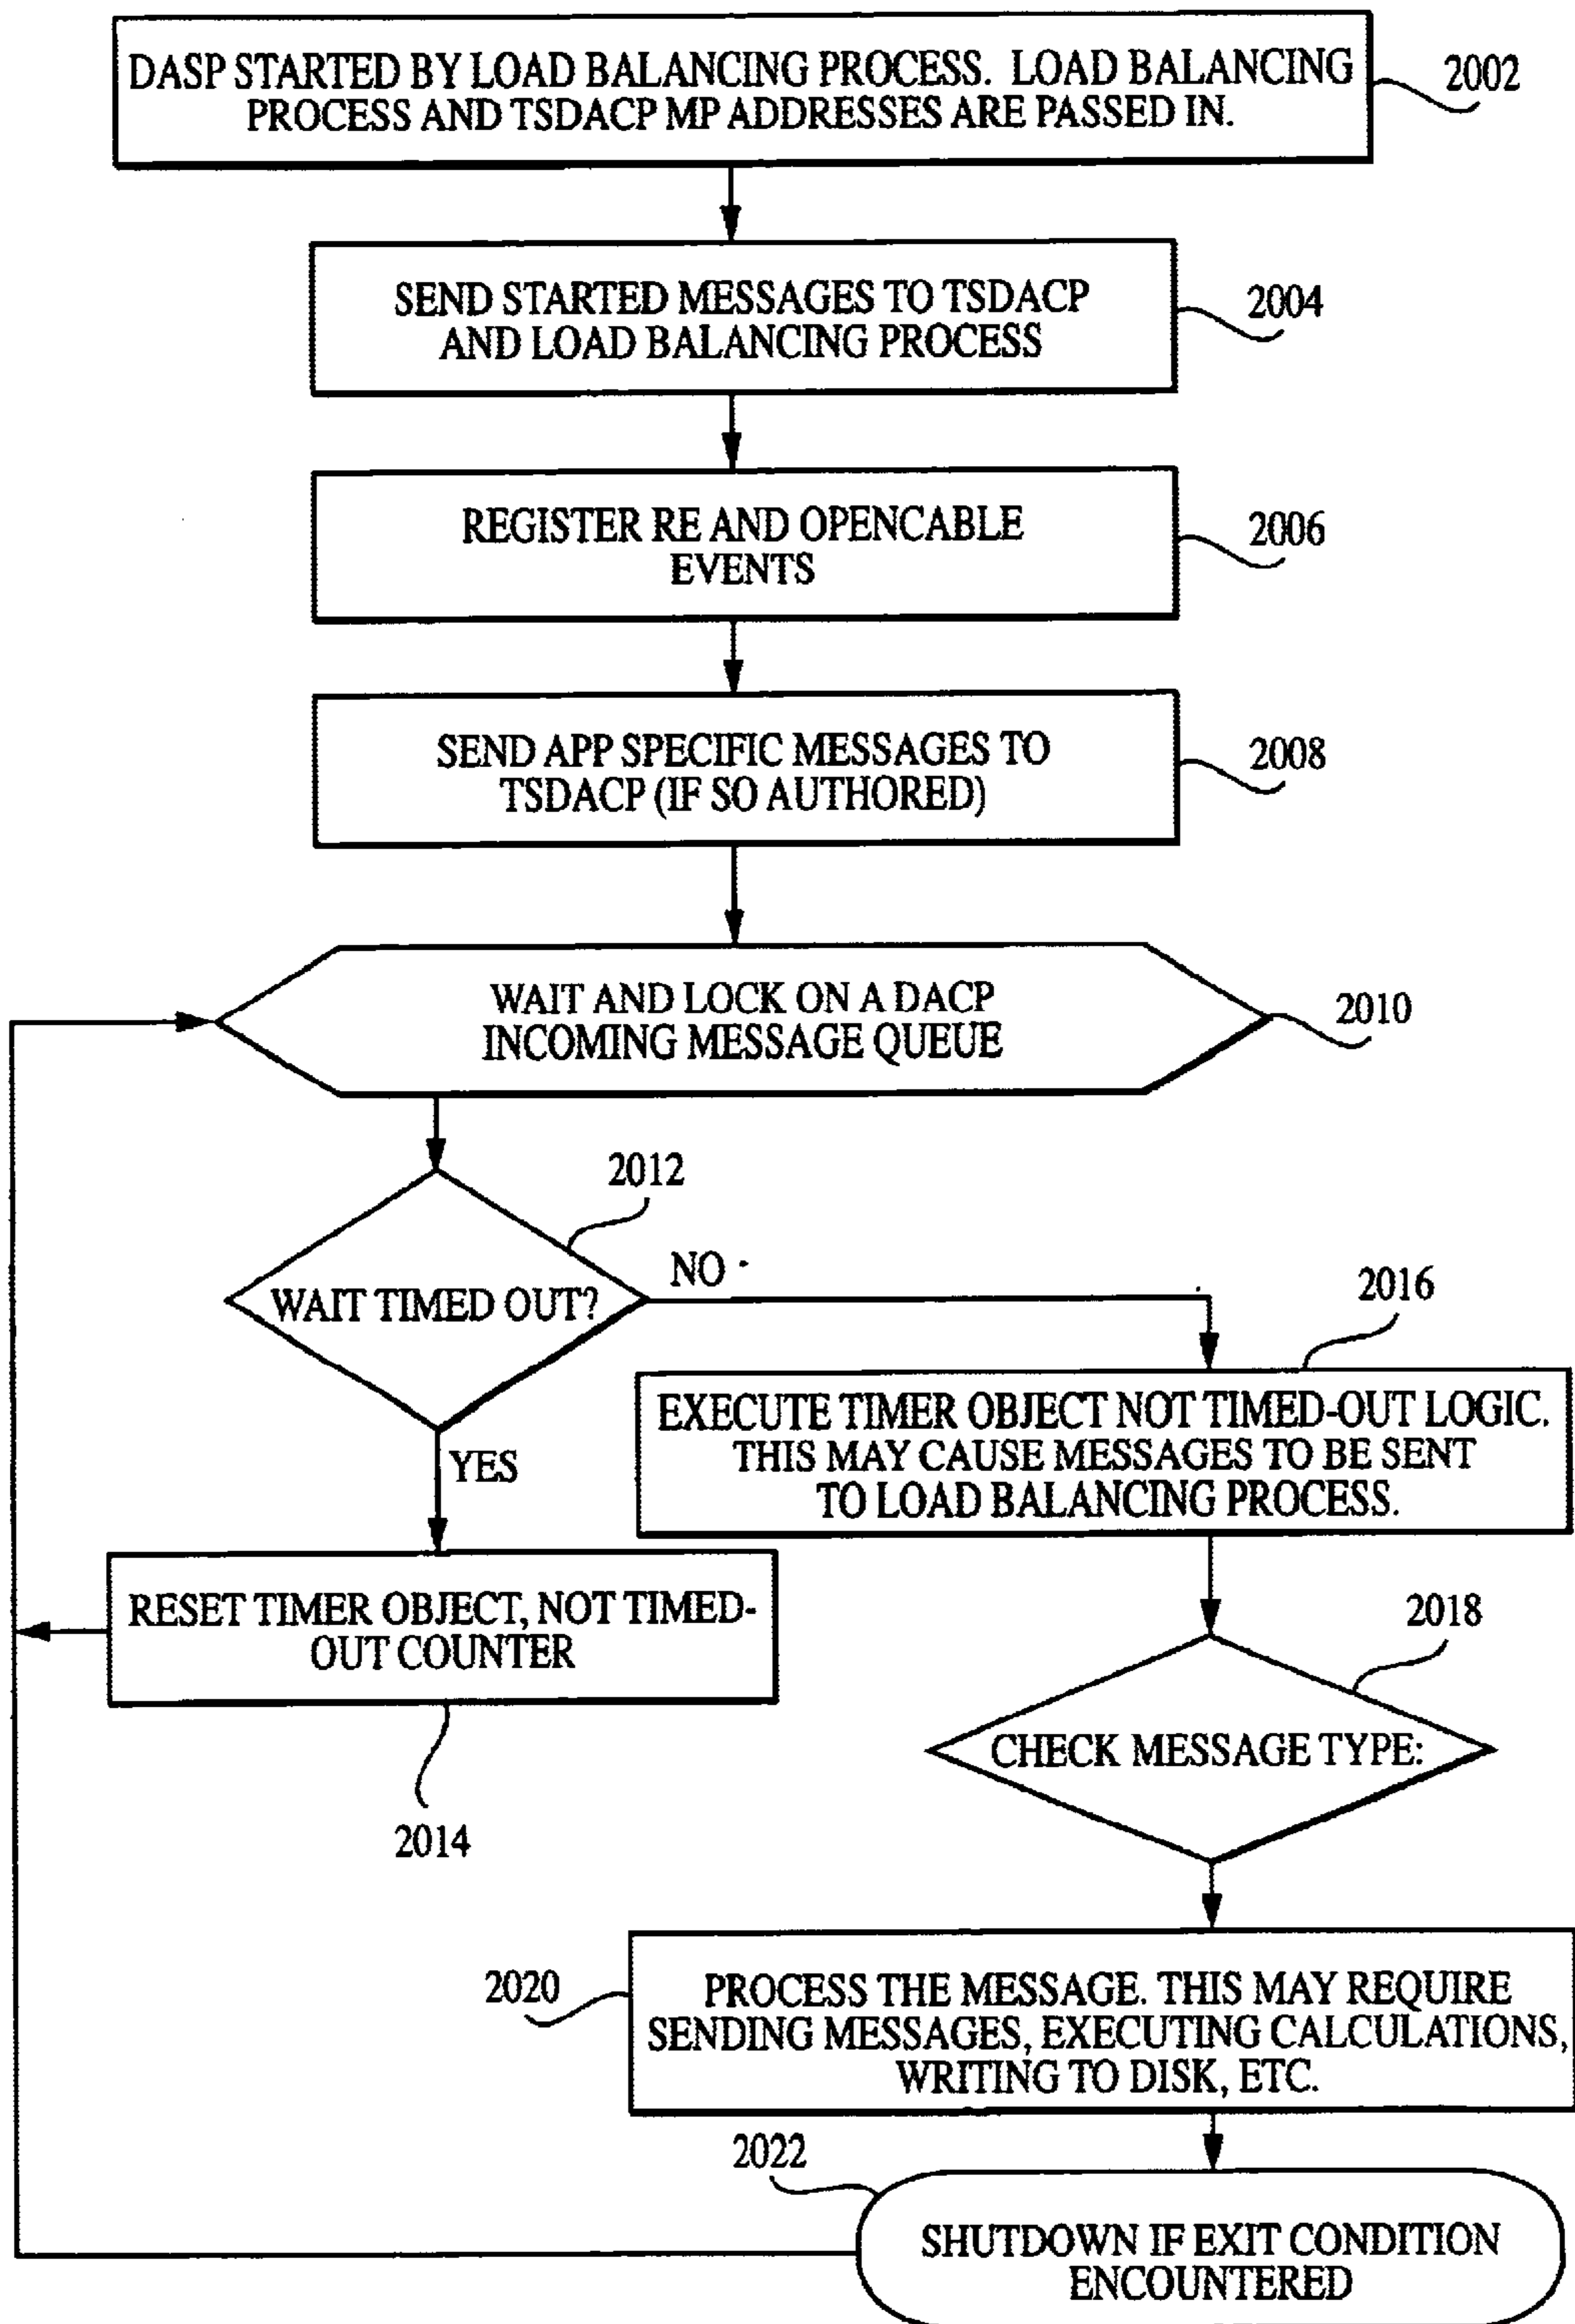 DASP STARTED BY LOAD BALANCING PROCESS. LOAD BALANCING
PROCESS AND TSDACP MP ADDRESSES ARE PASSED IN.
2002
SEND STARTED MESSAGES TO TSDACP
AND LOAD BALANCING PROCESS
2004
REGISTER RE AND OPENCABLE
EVENTS
2006
SEND APP SPECIFIC MESSAGES TO
TSDACP (IF SO AUTHORED)
2008
WAIT AND LOCK ON A DACP
INCOMING MESSAGE QUEUE
2010
2012
WAIT TIMED OUT?
NO
YES
2016
EXECUTE TIMER OBJECT NOT TIMED-OUT LOGIC.
THIS MAY CAUSE MESSAGES TO BE SENT
TO LOAD BALANCING PROCESS.
RESET TIMER OBJECT, NOT TIMED-
OUT COUNTER
2014
2018
CHECK MESSAGE TYPE:
2020
PROCESS THE MESSAGE. THIS MAY REQUIRE
SENDING MESSAGES, EXECUTING CALCULATIONS,
WRITING TO DISK, ETC.
2022
SHUTDOWN IF EXIT CONDITION
ENCOUNTERED